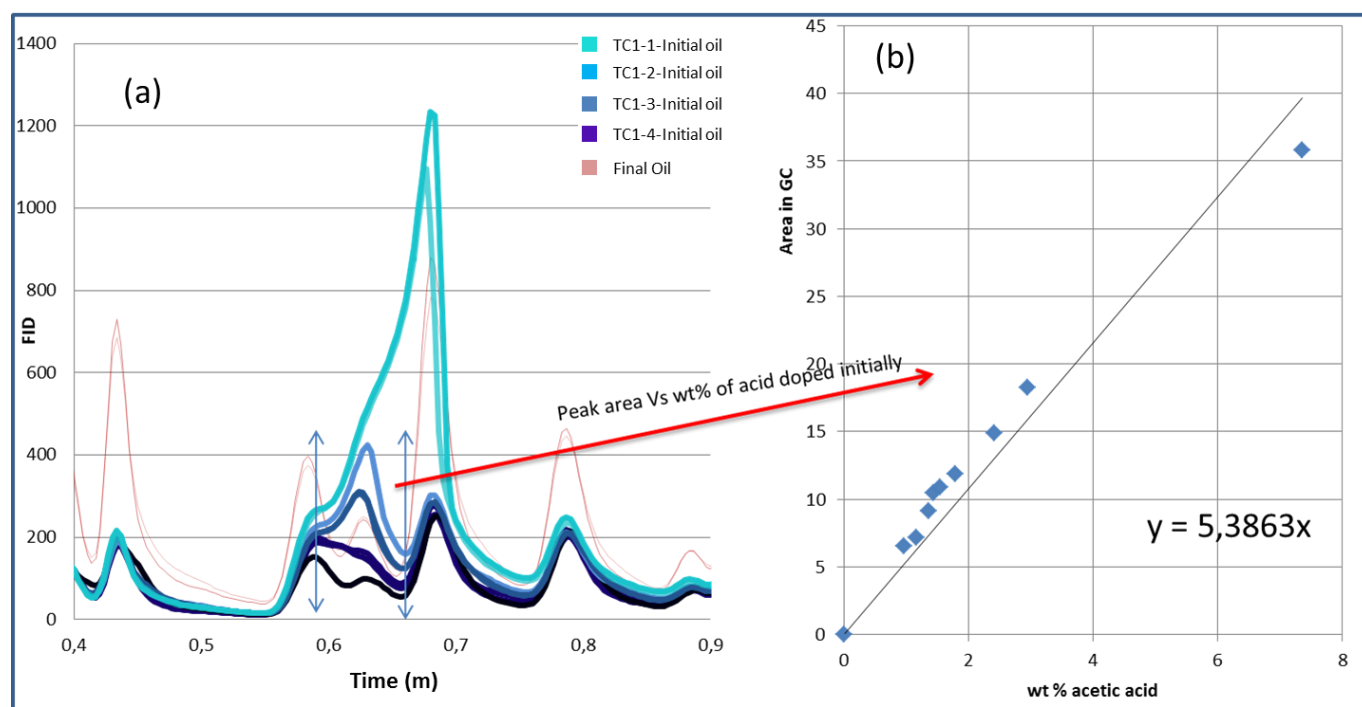 (a)
1400
1200
1000
800
600
400
200
0
FID
0,4
0,5
0,6
0,7
0,8
0,9
Time (m)
TC1-1-Initial oil
TC1-2-Initial oil
TC1-3-Initial oil
TC1-4-Initial oil
Final Oil
Peak area Vs wt% of acid doped initially
(b)
45
40
35
30
25
20
15
10
5
0
Area in GC
y = 5,3863x
0
2
4
6
8
wt % acetic acid